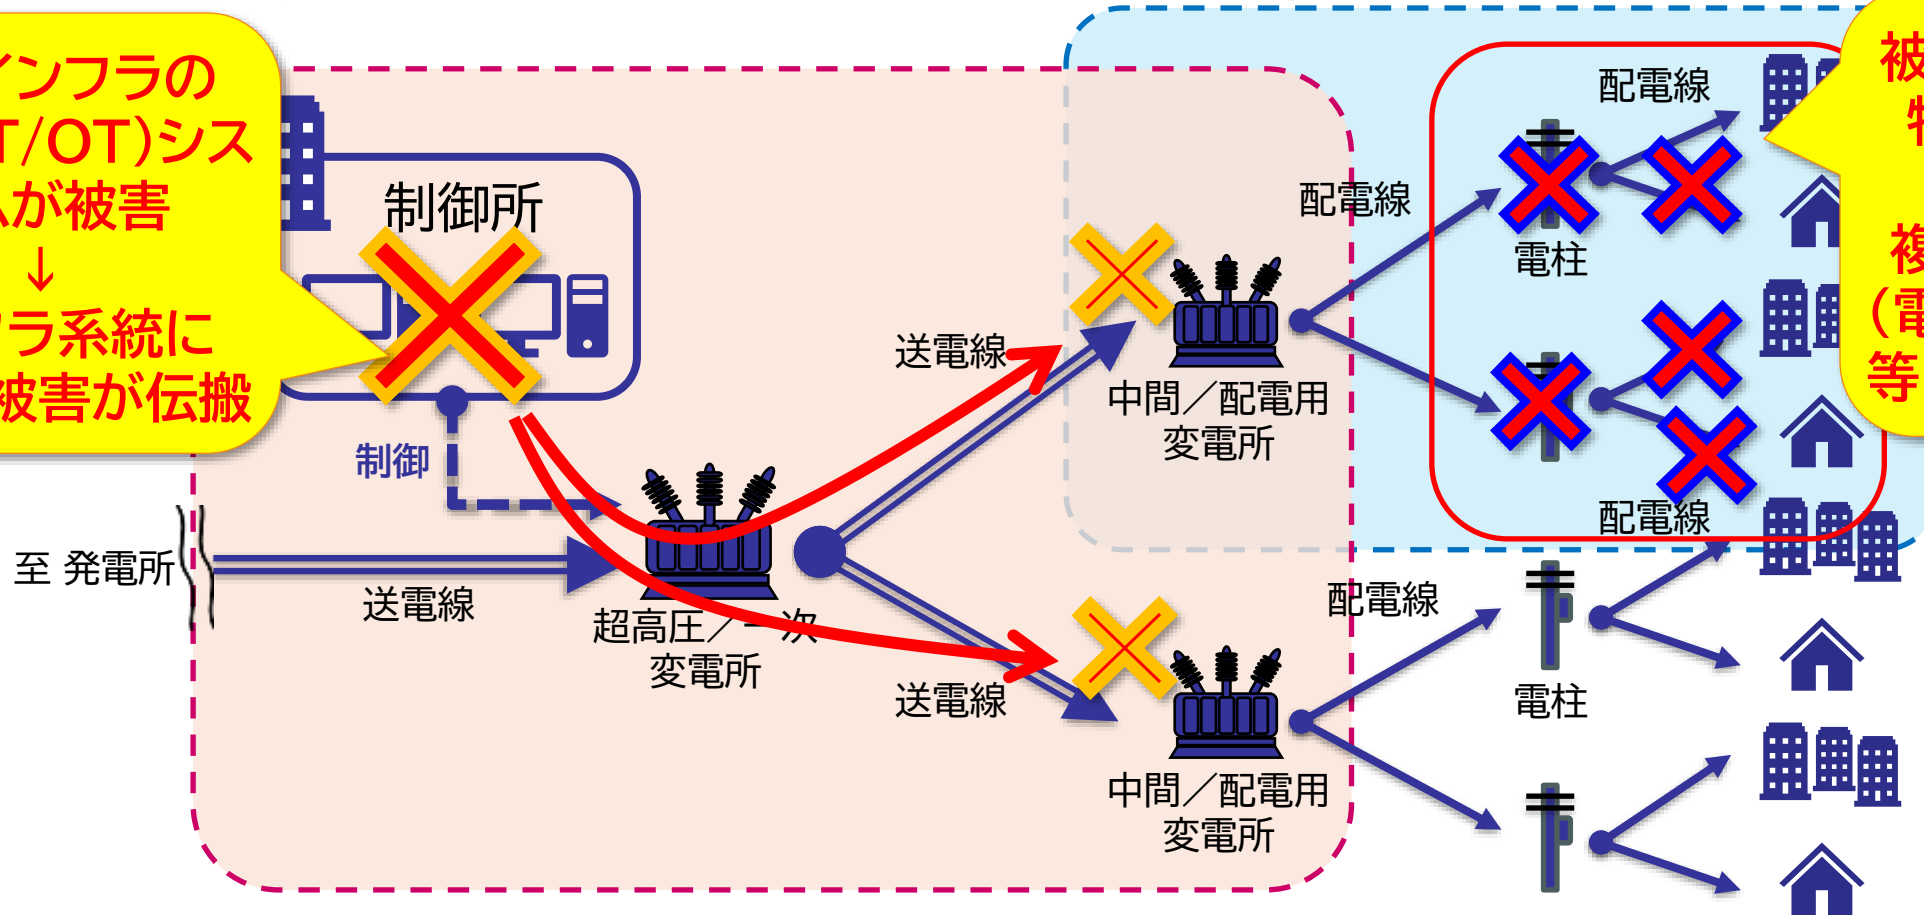 インフラの
T/OT)シス
ムが被害
↓
フラ系統に
被害が伝搬
制御所
制御
至 発電所
送電線
超高圧／一次
変電所
送電線
送電線
中間／配電用
変電所
中間／配電用
変電所
配電線
配電線
電柱
配電線
配電線
電柱
被
複
(電
等